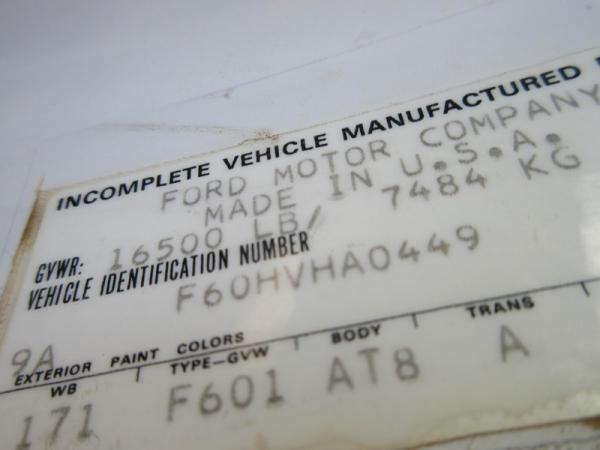 INCOMPLETE VEHICLE MANUFACTURED
FORD MOTOR COMPANY
MADE IN U.S.A.
GVWR: 16500 LB/ 7484 KG
VEHICLE IDENTIFICATION NUMBER
F60HVHA0449
9A
EXTERIOR PAINT COLORS
WB TYPE-GVW BODY TRANS
171 F601 AT8 A